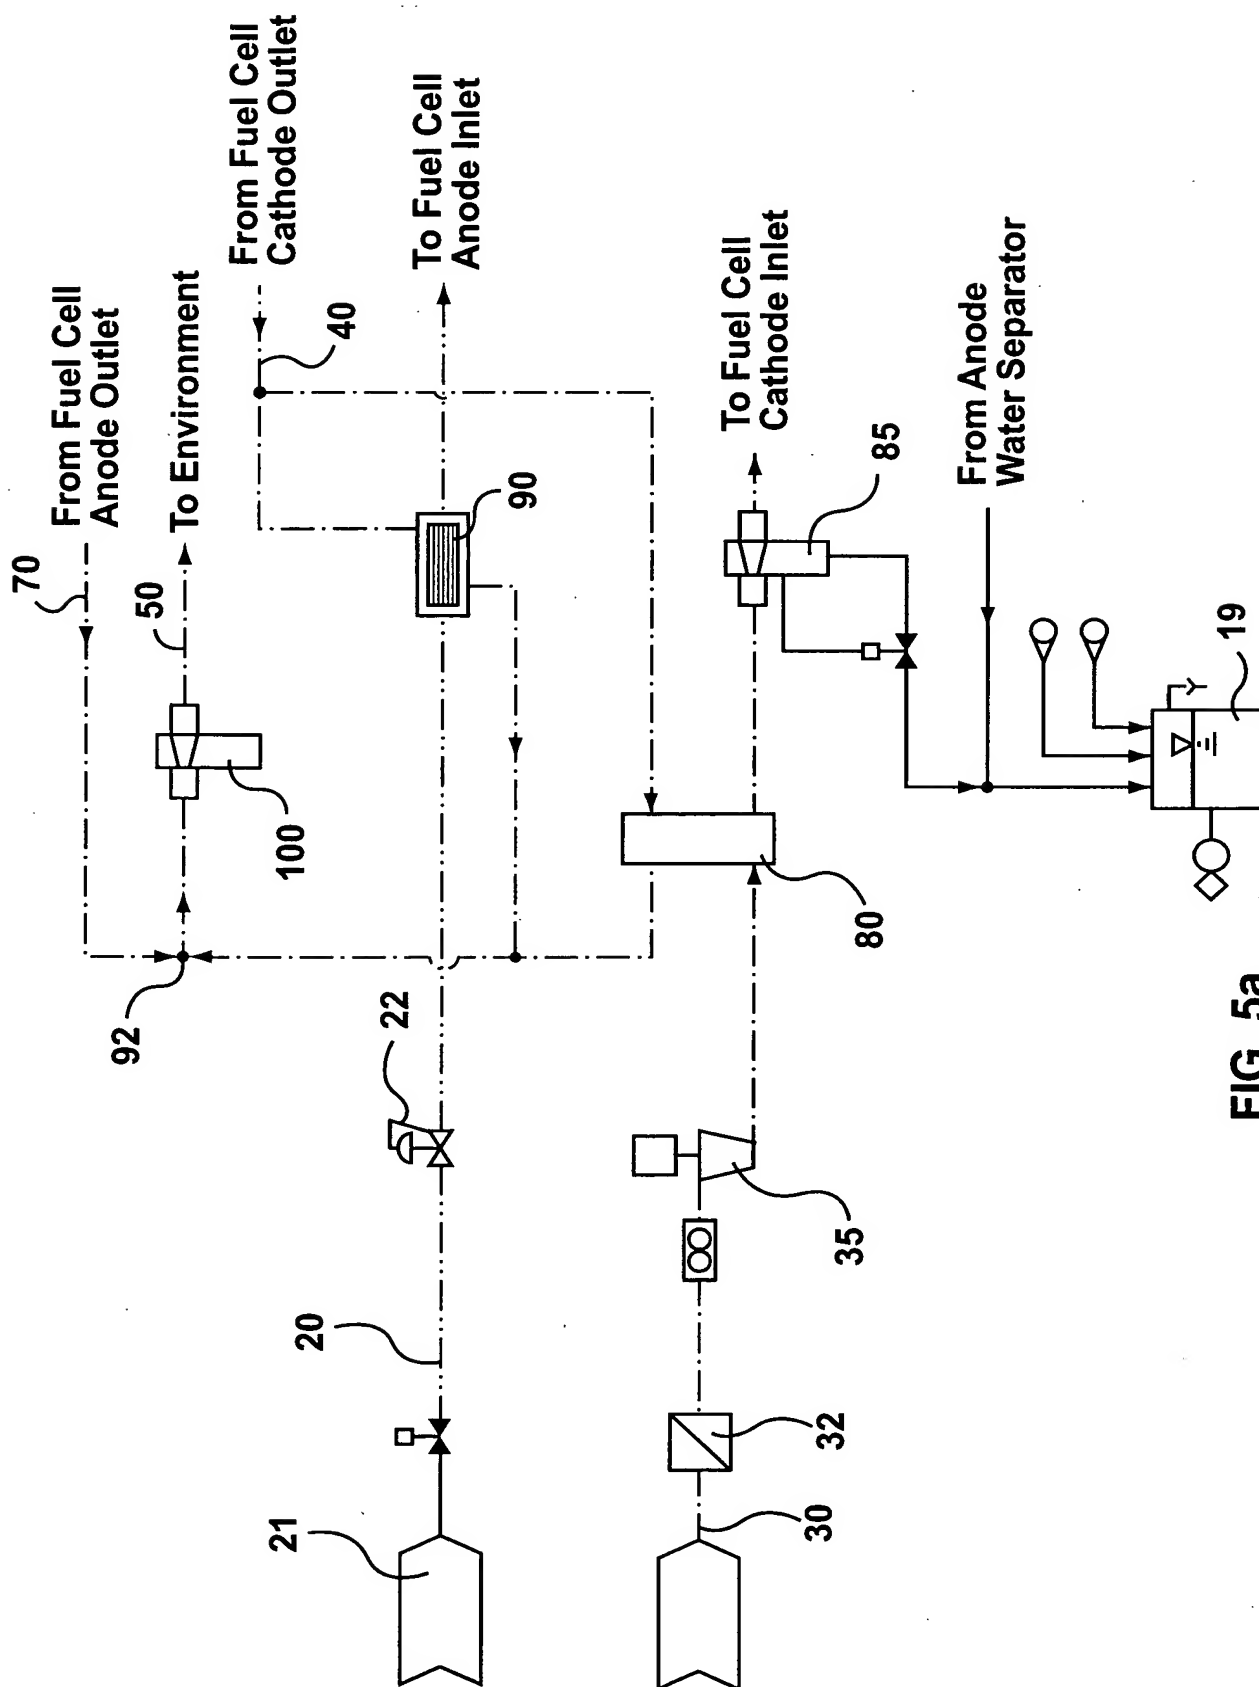 From Fuel Cell
Anode Outlet
70
50
To Environment
From Fuel Cell
Cathode Outlet
40
To Fuel Cell
Anode Inlet
90
100
92
22
20
21
To Fuel Cell
Cathode Inlet
85
80
35
32
30
From Anode
Water Separator
19
FIG. 5a